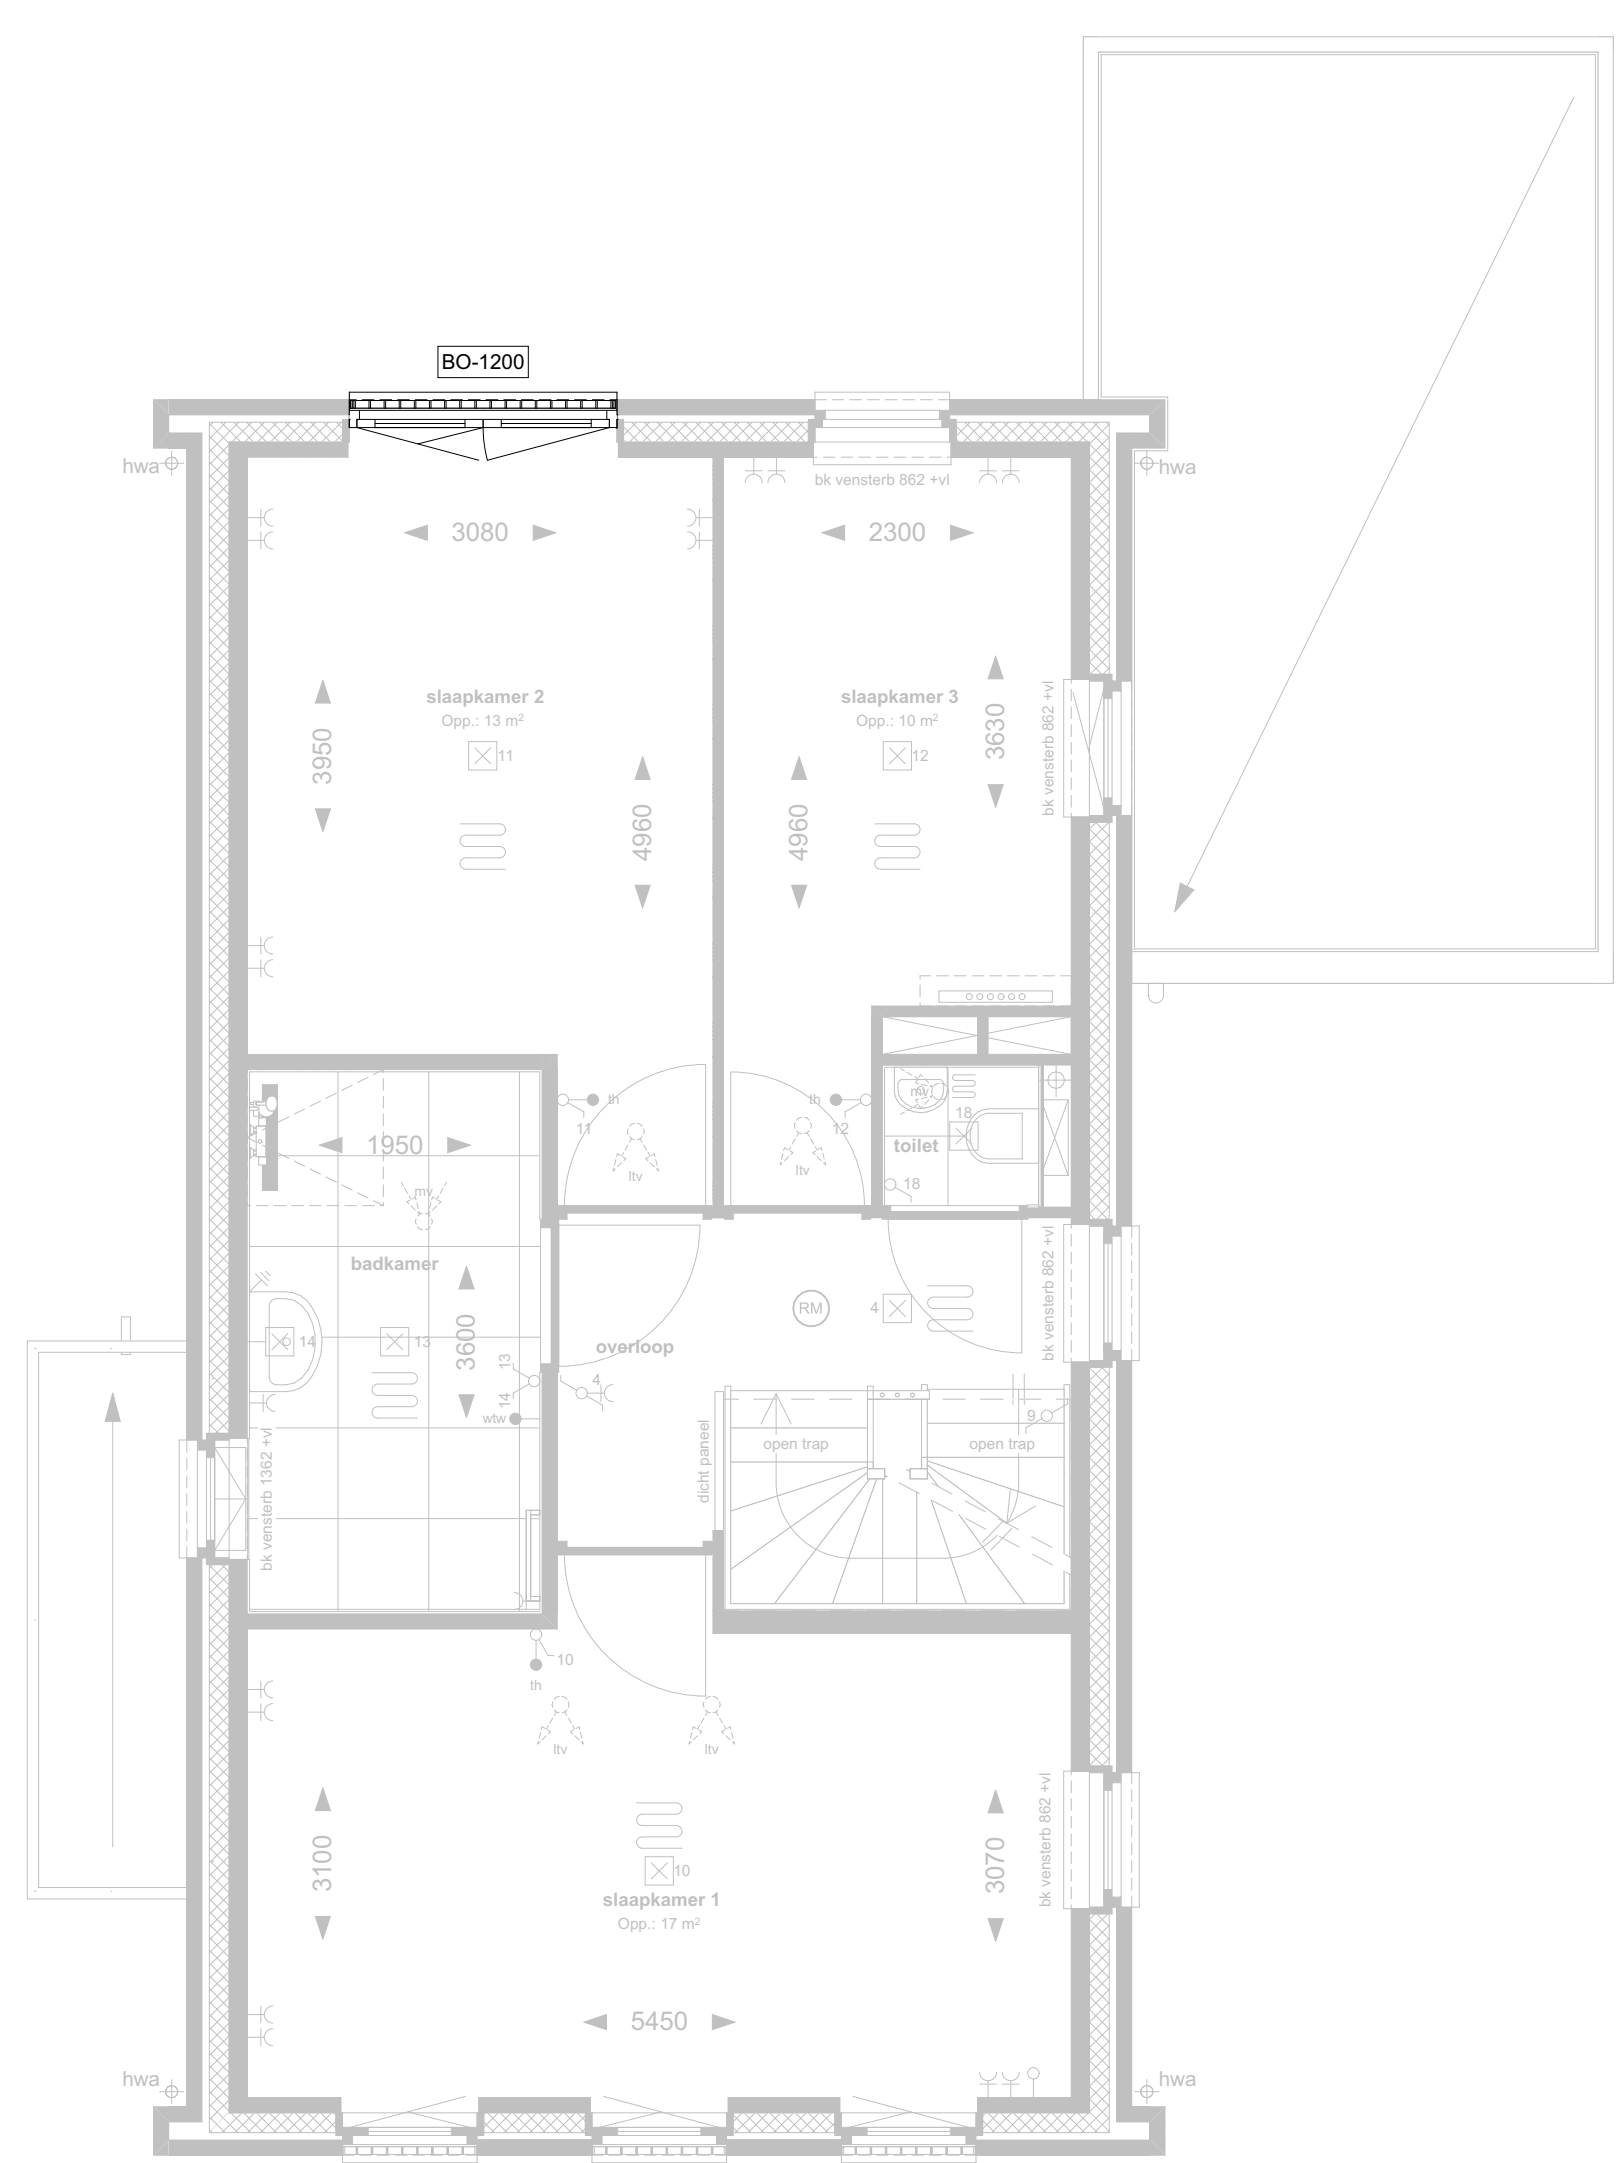 BO-1200
hwa
hwa
bk vensterb 862 +vl
3080
2300
slaapkamer 2
Opp.: 13 m²
11
slaapkamer 3
Opp.: 10 m²
12
3950
4960
4960
3630
bk vensterb 862 +vl
th
11
ltv
th
12
ltv
mv
18
toilet
18
1950
mv
badkamer
14
13
3600
13
14
wtw
overloop
4
RM
4
bk vensterb 862 +vl
9
open trap
open trap
dicht paneel
bk vensterb 1362 +vl
10
th
ltv
ltv
3100
10
slaapkamer 1
Opp.: 17 m²
3070
bk vensterb 862 +vl
5450
hwa
hwa